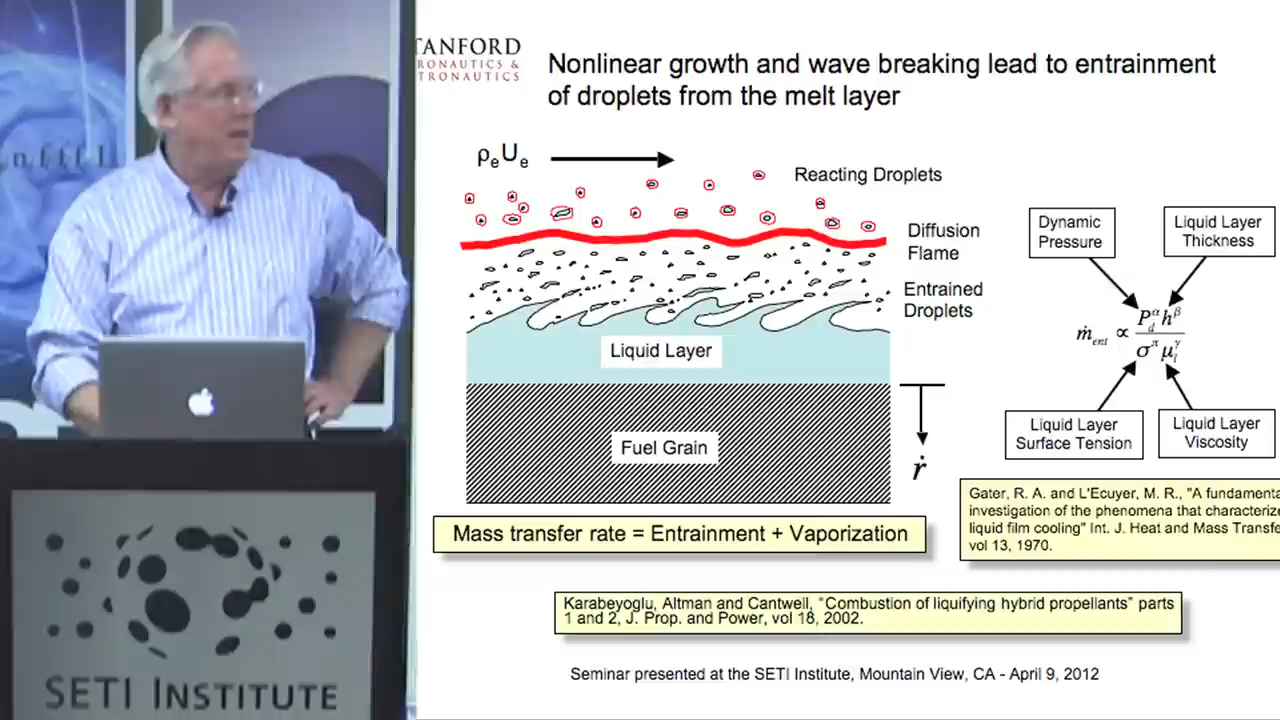 TANFORD
RONAUTICS &
TRONAUTICS
Nonlinear growth and wave breaking lead to entrainment
of droplets from the melt layer
ρₑUₑ
Reacting Droplets
Diffusion
Flame
Entrained
Droplets
Liquid Layer
Fuel Grain
ṙ
Dynamic
Pressure
Liquid Layer
Thickness
ṁ_ent ∝ P_d^α h^β / σ^π μ_l^γ
Liquid Layer
Surface Tension
Liquid Layer
Viscosity
Mass transfer rate = Entrainment + Vaporization
Gater, R. A. and L'Ecuyer, M. R., "A fundamenta
investigation of the phenomena that characterize
liquid film cooling" Int. J. Heat and Mass Transfe
vol 13, 1970.
Karabeyoglu, Altman and Cantwell, "Combustion of liquifying hybrid propellants" parts
1 and 2, J. Prop. and Power, vol 18, 2002.
Seminar presented at the SETI Institute, Mountain View, CA - April 9, 2012
SETI INSTITUTE